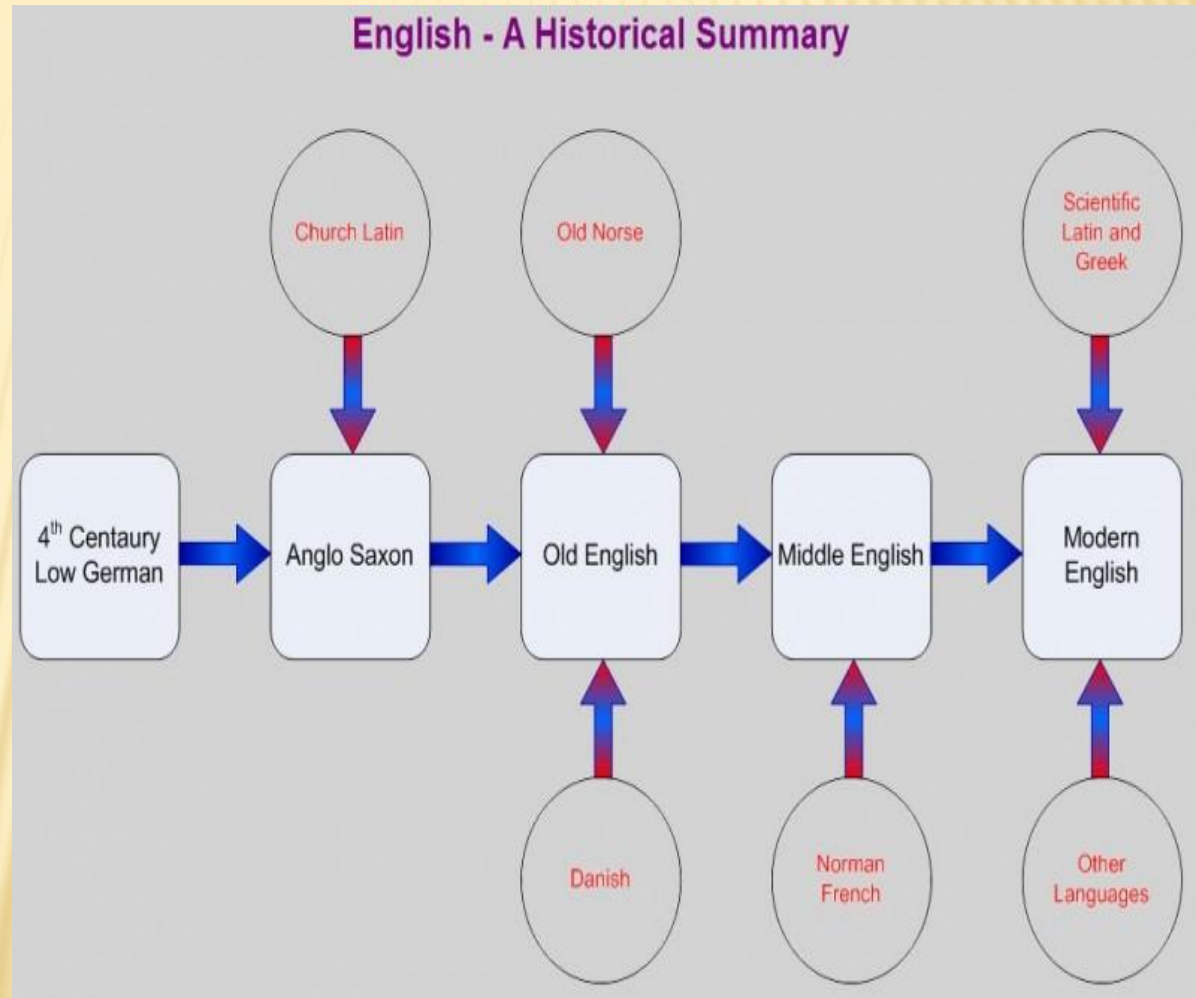 English - A Historical Summary
Church Latin
Old Norse
Scientific
Latin and
Greek
4th Centaury
Low German
Anglo Saxon
Old English
Middle English
Modern
English
Danish
Norman
French
Other
Languages